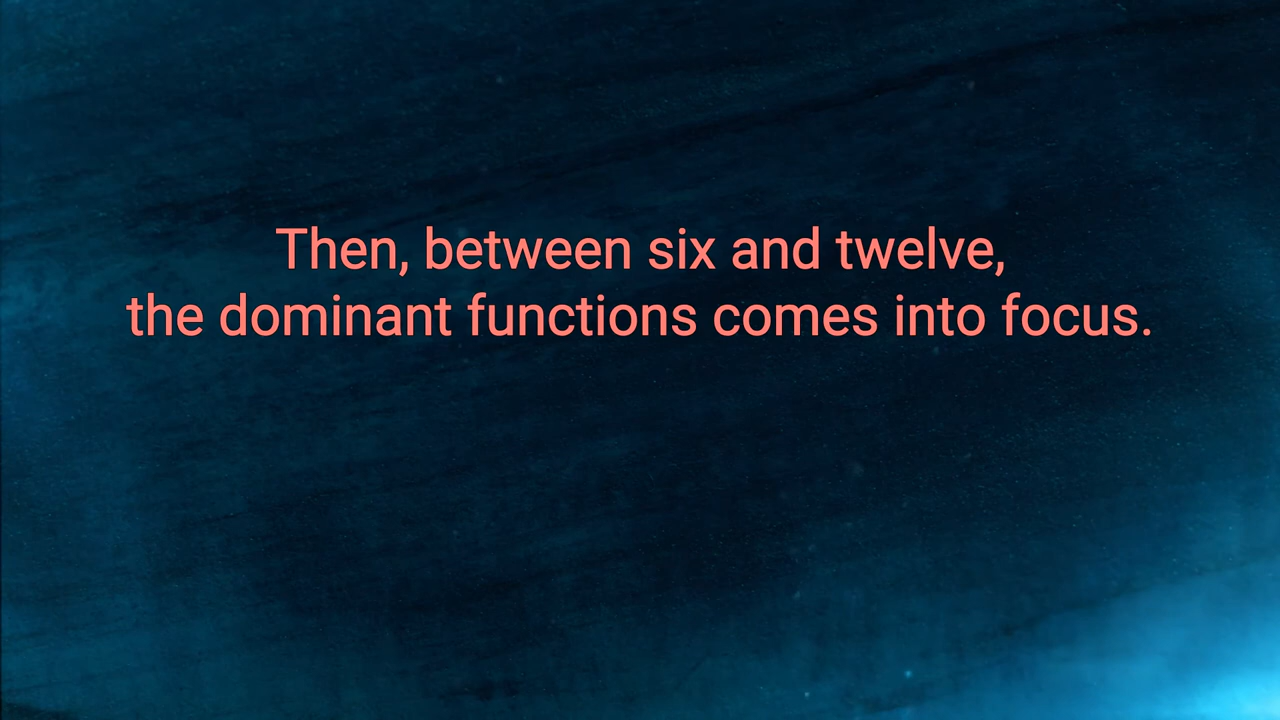 Then, between six and twelve,
the dominant functions comes into focus.